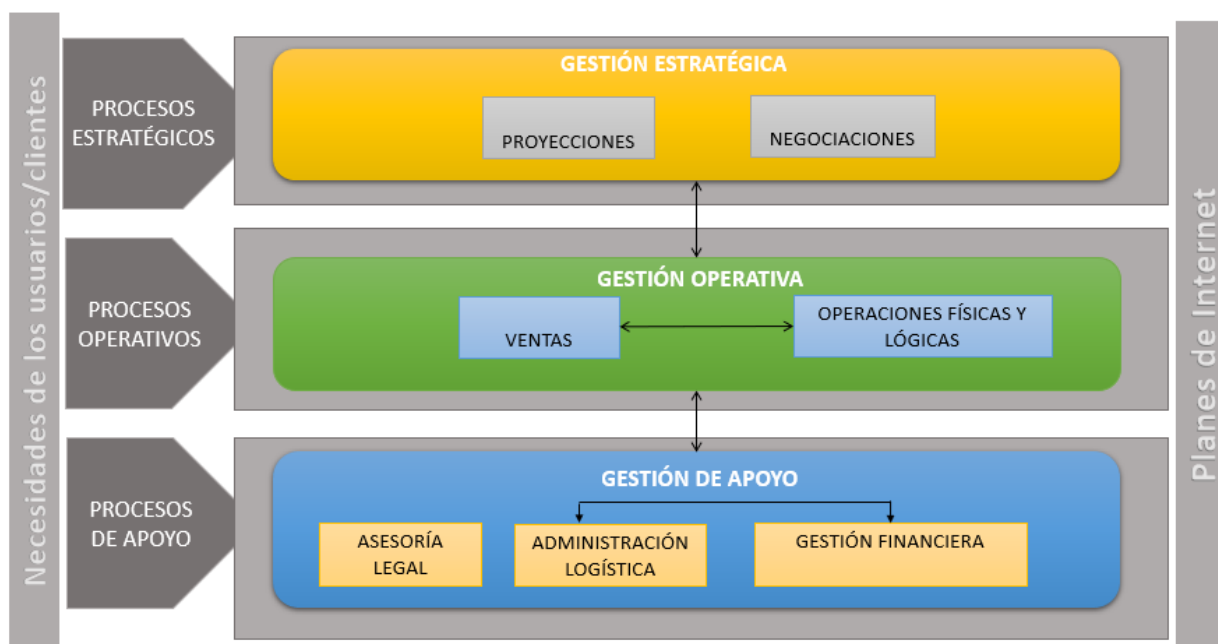 Necesidades de los usuarios/clientes
PROCESOS
ESTRATÉGICOS
GESTIÓN ESTRATÉGICA
PROYECCIONES
NEGOCIACIONES
PROCESOS
OPERATIVOS
GESTIÓN OPERATIVA
VENTAS
OPERACIONES FÍSICAS Y
LÓGICAS
PROCESOS
DE APOYO
GESTIÓN DE APOYO
ASESORÍA
LEGAL
ADMINISTRACIÓN
LOGÍSTICA
GESTIÓN FINANCIERA
Planes de Internet